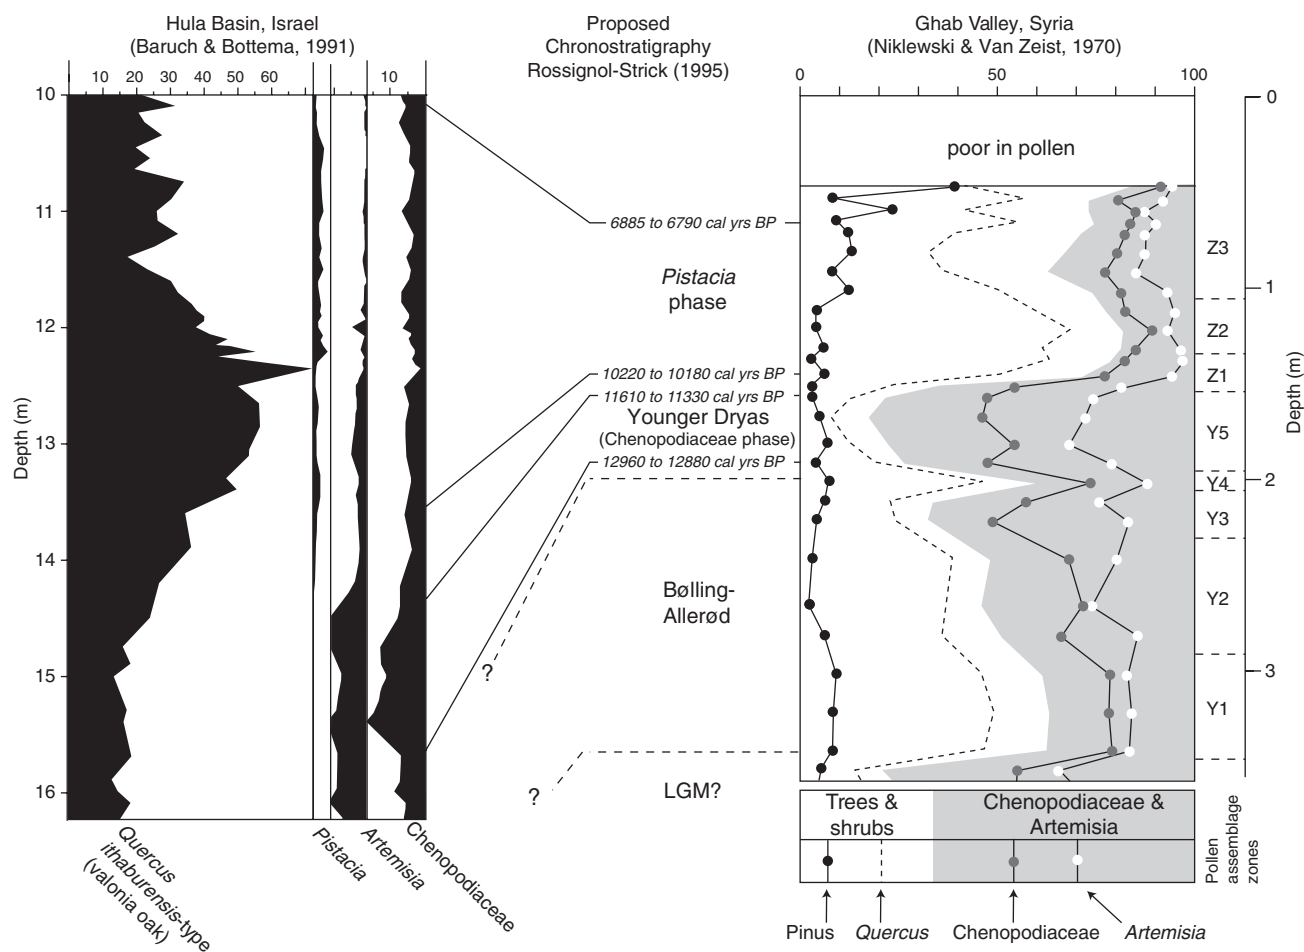 Hula Basin, Israel
(Baruch & Bottema, 1991)
10 20 30 40 50 60
10
10
11
12
13
14
15
16
Depth (m)
Quercus
ithaburensis-type
(valonia oak)
Pistacia
Artemisia
Chenopodiaceae
Proposed
Chronostratigraphy
Rossignol-Strick (1995)
6885 to 6790 cal yrs BP
Pistacia
phase
10220 to 10180 cal yrs BP
11610 to 11330 cal yrs BP
Younger Dryas
(Chenopodiaceae phase)
12960 to 12880 cal yrs BP
Bølling-
Allerød
?
?
LGM?
Ghab Valley, Syria
(Niklewski & Van Zeist, 1970)
0 50 100
poor in pollen
Z3
Z2
Z1
Y5
Y4
Y3
Y2
Y1
0
1
2
3
Depth (m)
Trees &
shrubs
Chenopodiaceae &
Artemisia
Pollen
assemblage
zones
Pinus
Quercus
Chenopodiaceae
Artemisia